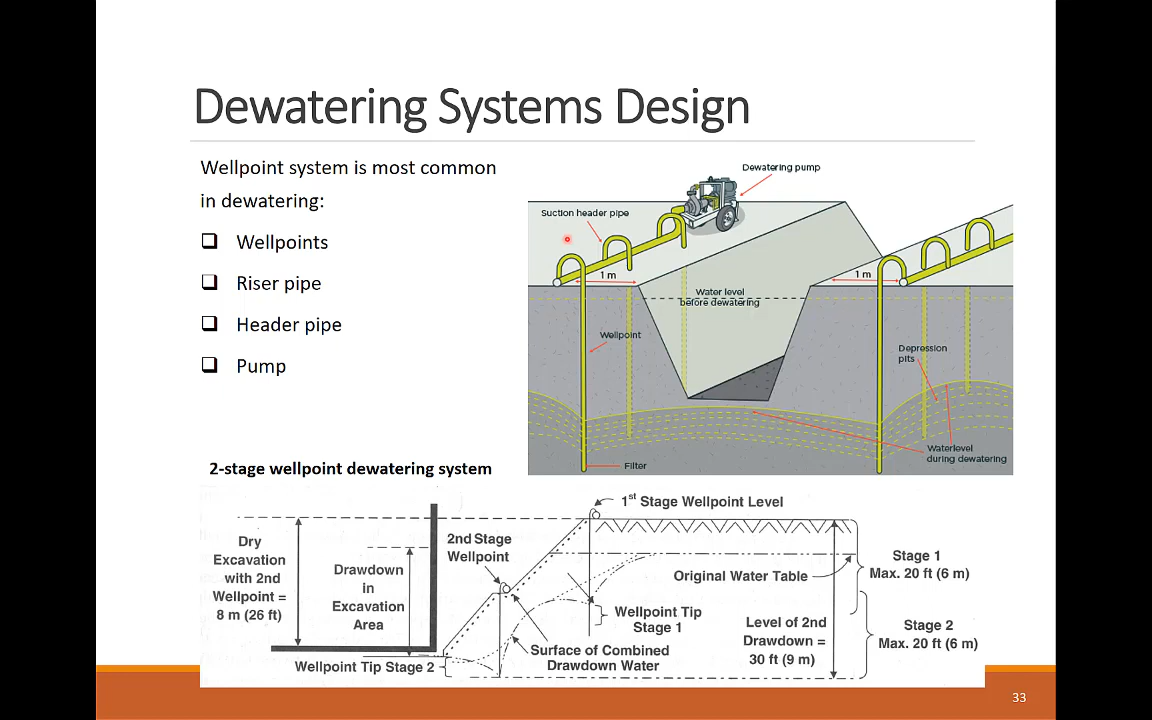 Dewatering Systems Design
Wellpoint system is most common
in dewatering:
Wellpoints
Riser pipe
Header pipe
Pump
Dewatering pump
Suction header pipe
1 m
1 m
Water level
before dewatering
Wellpoint
Depression
pits
Waterlevel
during dewatering
Filter
2-stage wellpoint dewatering system
1st Stage Wellpoint Level
2nd Stage
Wellpoint
Dry
Excavation
with 2nd
Wellpoint =
8 m (26 ft)
Drawdown
in
Excavation
Area
Original Water Table
Stage 1
Max. 20 ft (6 m)
Wellpoint Tip
Stage 1
Level of 2nd
Drawdown =
30 ft (9 m)
Stage 2
Max. 20 ft (6 m)
Surface of Combined
Drawdown Water
Wellpoint Tip Stage 2
33